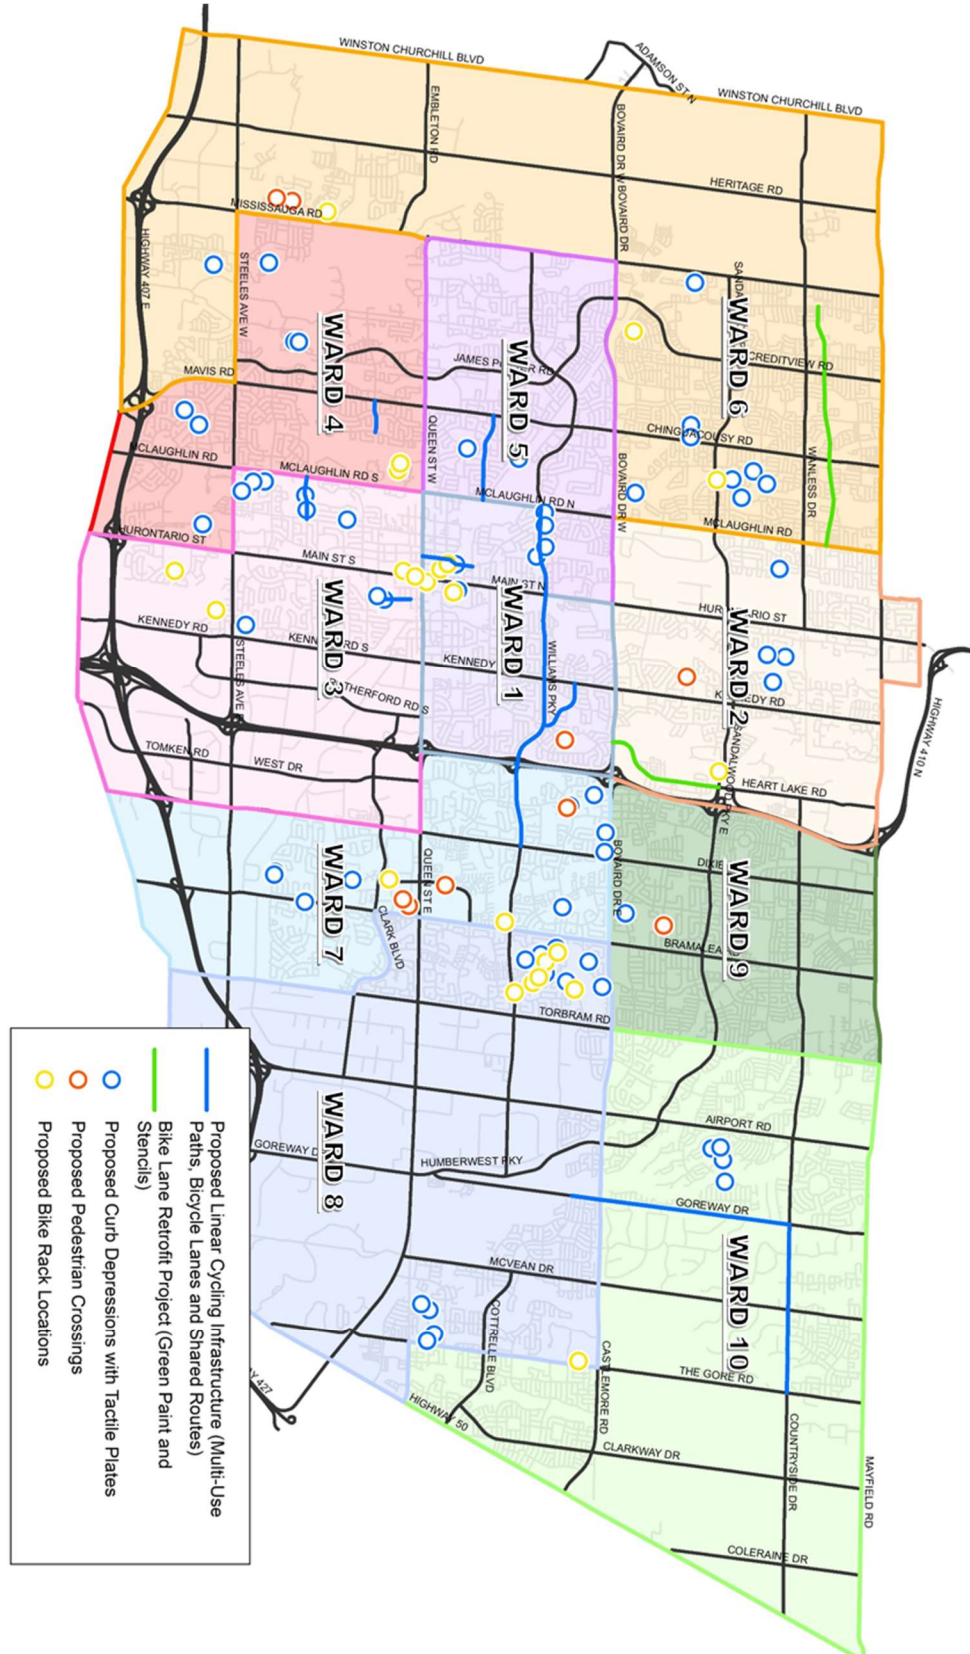 WINSTON CHURCHILL BLVD
ADAMSON ST N
WINSTON CHURCHILL BLVD
EMBLETON RD
BOVAIRD DR W
BOVAIRD DR
HERITAGE RD
MISSISSAUGA RD
HIGHWAY 407 E
STEELES AVE W
WARD 4
JAMES
WARD 5
WARD 6
CREDITVIEW RD
MAVIS RD
QUEEN ST W
CHINGUACOUSY RD
WANLESS DR
BOVAIRD DR W
MCLAUGHLIN RD
MCLAUGHLIN RD S
MCLAUGHLIN RD N
MCLAUGHLIN RD
HURONTARIO ST
MAIN ST S
MAIN ST N
WARD 3
WARD 1
WARD 2
WILLIAMS PKY
KENNEDY RD
KENNEDY
HIGHWAY 410 N
STEELES AVE
TOMKEN RD
WEST DR
HEART LAKE RD
WARD 7
QUEEN ST E
BOVAIRD DR E
WARD 9
CLARK BLVD
TORBRAM RD
WARD 8
AIRPORT RD
GOREWAY D
HUMBERWEST PKY
GOREWAY DR
WARD 10
MCVEAN DR
COTTRELLE BLVD
CASTLEMORE RD
THE GORE RD
COUNTRYSIDE DR
MAYFIELD RD
Y 427
HIGHWAY 50
CLARKWAY DR
COLERAINE DR
Proposed Linear Cycling Infrastructure (Multi-Use
Paths, Bicycle Lanes and Shared Routes)
Bike Lane Retrofit Project (Green Paint and
Stencils)
Proposed Curb Depressions with Tactile Plates
Proposed Pedestrian Crossings
Proposed Bike Rack Locations